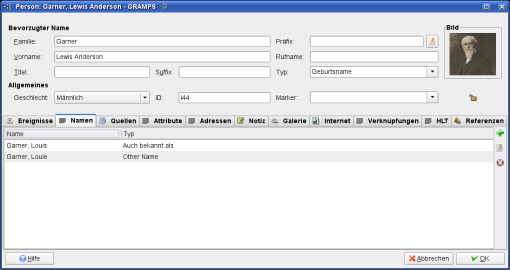 Person: Garner, Lewis Anderson - GRAMPS
Bevorzugter Name
Bild
Familie: Garner Präfix:
Vorname: Lewis Anderson Rufname:
Titel: Suffix: Typ: Geburtsname
Allgemeines
Geschlecht: Männlich ID: I44 Marker:
Ereignisse Namen Quellen Attribute Adressen Notiz Galerie Internet Verknüpfungen HLT Referenzen
Name Typ
Garner, Louis Auch bekannt als
Garner, Louie Other Name
Hilfe Abbrechen OK